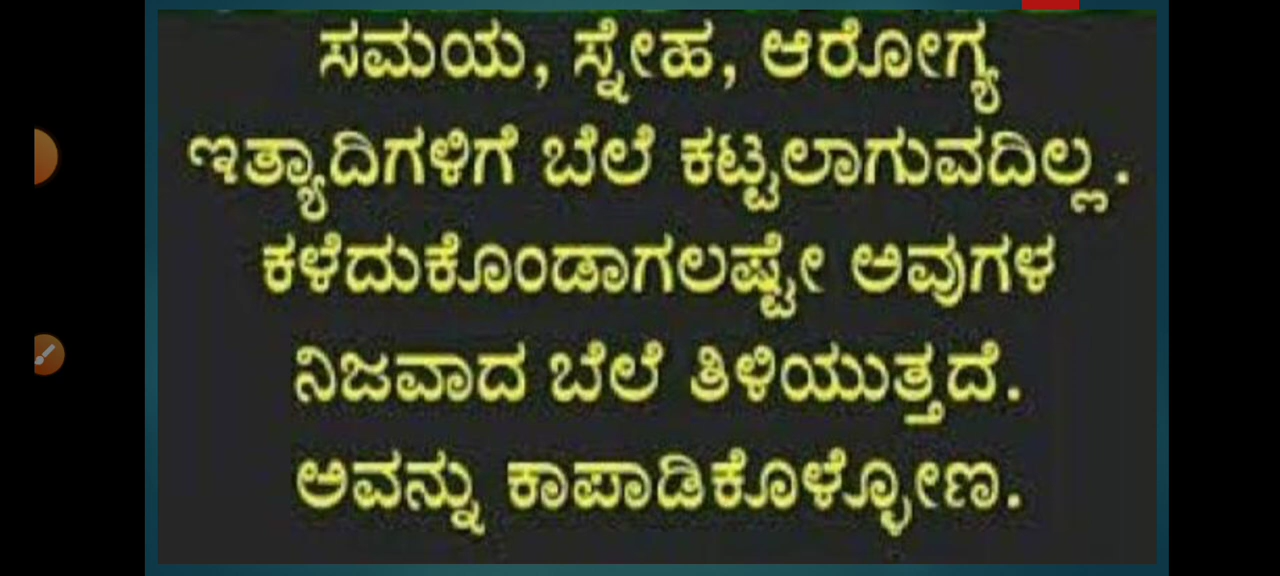 ಸಮಯ, ಸ್ನೇಹ, ಆರೋಗ್ಯ
ಇತ್ಯಾದಿಗಳಿಗೆ ಬೆಲೆ ಕಟ್ಟಲಾಗುವದಿಲ್ಲ.
ಕಳೆದುಕೊಂಡಾಗಲಷ್ಟೇ ಅವುಗಳ
ನಿಜವಾದ ಬೆಲೆ ತಿಳಿಯುತ್ತದೆ.
ಅವನ್ನು ಕಾಪಾಡಿಕೊಳ್ಳೋಣ.